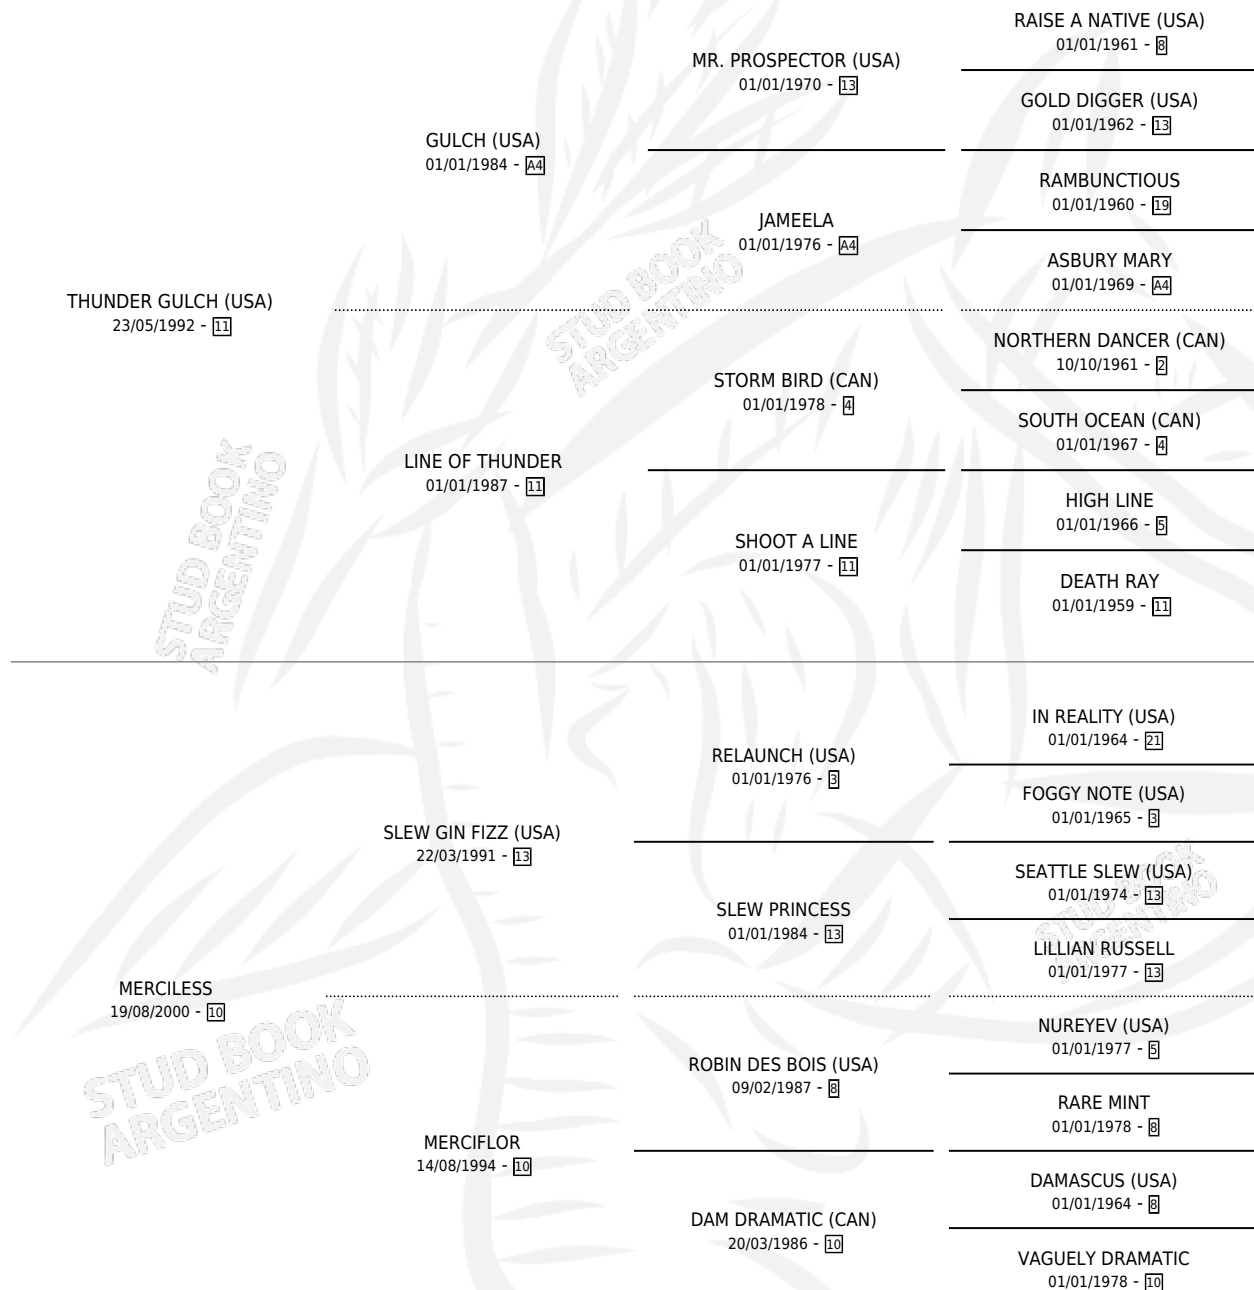 RAISE A NATIVE (USA)
01/01/1961 - 8
MR. PROSPECTOR (USA)
01/01/1970 - 13
GOLD DIGGER (USA)
01/01/1962 - 13
GULCH (USA)
01/01/1984 - A4
RAMBUNCTIOUS
01/01/1960 - 19
JAMEELA
01/01/1976 - A4
ASBURY MARY
01/01/1969 - A4
THUNDER GULCH (USA)
23/05/1992 - 11
STUD BOOK
ARGENTINO
NORTHERN DANCER (CAN)
10/10/1961 - 2
STORM BIRD (CAN)
01/01/1978 - 4
SOUTH OCEAN (CAN)
01/01/1967 - 4
LINE OF THUNDER
01/01/1987 - 11
HIGH LINE
01/01/1966 - 5
SHOOT A LINE
01/01/1977 - 11
DEATH RAY
01/01/1959 - 11
STUD BOOK
ARGENTINO
IN REALITY (USA)
01/01/1964 - 21
RELAUNCH (USA)
01/01/1976 - 3
FOGGY NOTE (USA)
01/01/1965 - 3
SLEW GIN FIZZ (USA)
22/03/1991 - 13
SEATTLE SLEW (USA)
01/01/1974 - 13
SLEW PRINCESS
01/01/1984 - 13
STUD BOOK
ARGENTINO
LILLIAN RUSSELL
01/01/1977 - 13
MERCILESS
19/08/2000 - 10
STUD BOOK
ARGENTINO
NUREYEV (USA)
01/01/1977 - 5
ROBIN DES BOIS (USA)
09/02/1987 - 8
RARE MINT
01/01/1978 - 8
MERCIFLOR
14/08/1994 - 10
DAMASCUS (USA)
01/01/1964 - 8
DAM DRAMATIC (CAN)
20/03/1986 - 10
VAGUELY DRAMATIC
01/01/1978 - 10